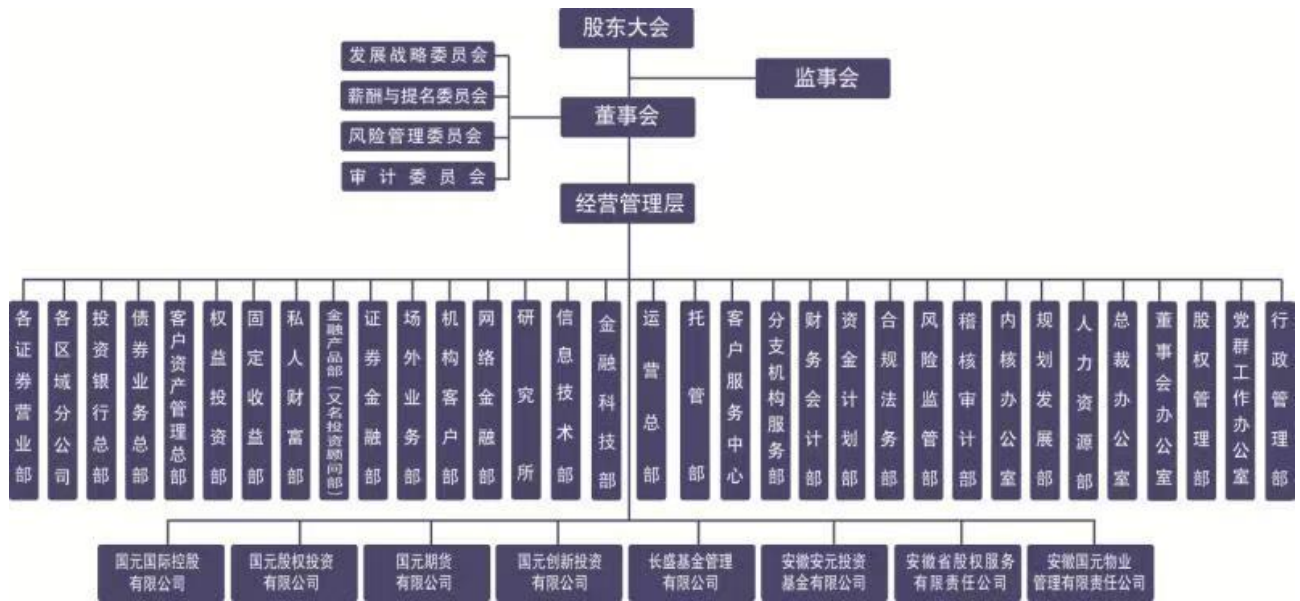 股东大会
发展战略委员会
监事会
薪酬与提名委员会
董事会
风险管理委员会
审计委员会
经营管理层
各证券营业部
各区域分公司
投资银行总部
债券业务总部
客户资产管理总部
权益投资部
固定收益部
私人财富部
金融产品部（又名投资顾问部）
证券金融部
场外业务部
机构客户部
网络金融部
研究所
信息技术部
金融科技部
运营总部
托管部
客户服务中心
分支机构服务部
财务会计部
资金计划部
合规法务部
风险监管部
稽核审计部
内核办公室
规划发展部
人力资源部
总裁办公室
董事会办公室
股权管理部
党群工作办公室
行政管理部
国元国际控股
有限公司
国元股权投资
有限公司
国元期货
有限公司
国元创新投资
有限公司
长盛基金管理
有限公司
安徽安元投资
基金有限公司
安徽省股权服务
有限责任公司
安徽国元物业
管理有限责任公司